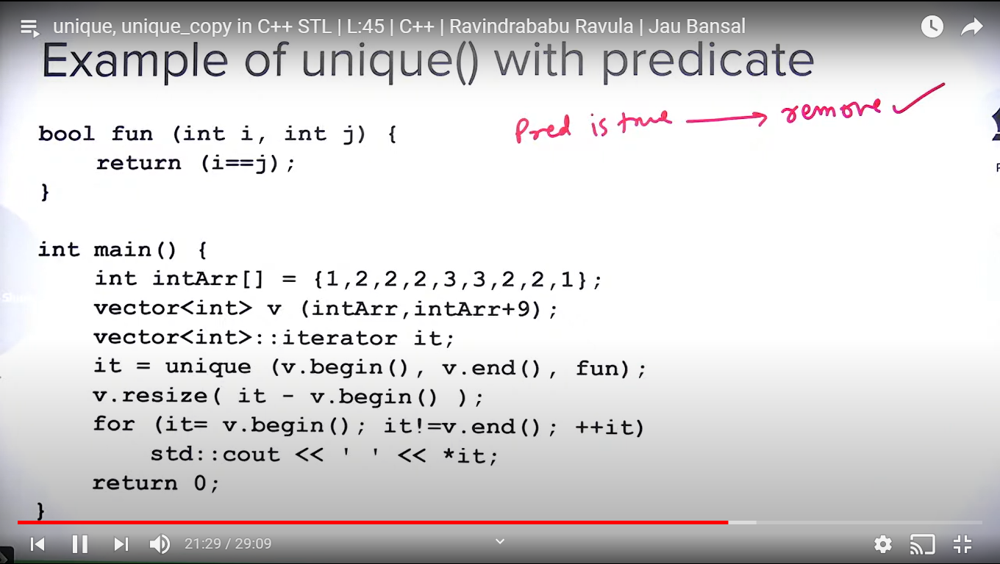 unique, unique_copy in C++ STL | L:45 | C++ | Ravindrababu Ravula | Jau Bansal
Example of unique() with predicate
Pred is true → remove ✓
bool fun (int i, int j) {
return (i==j);
}
int main() {
int intArr[] = {1,2,2,2,3,3,2,2,1};
vector<int> v (intArr,intArr+9);
vector<int>::iterator it;
it = unique (v.begin(), v.end(), fun);
v.resize( it - v.begin() );
for (it= v.begin(); it!=v.end(); ++it)
std::cout << ' ' << *it;
return 0;
}
21:29 / 29:09